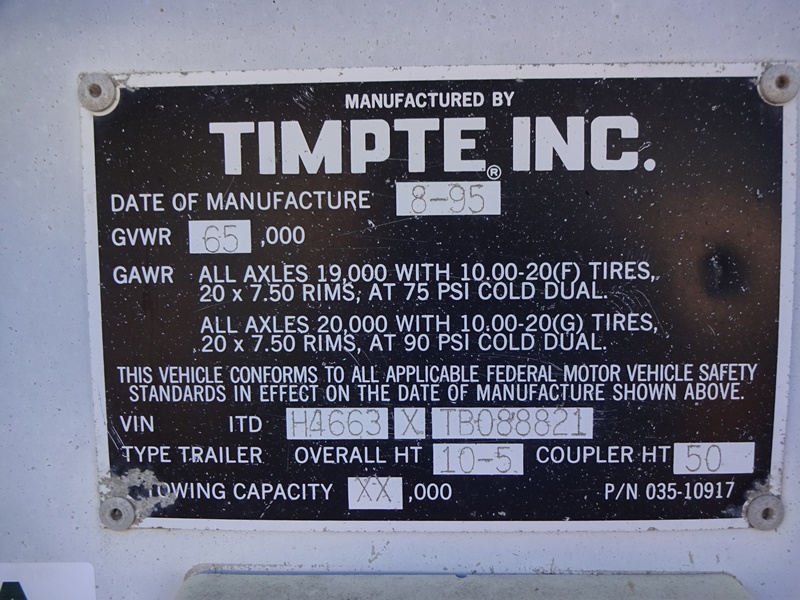 MANUFACTURED BY
TIMPTE® INC.
DATE OF MANUFACTURE 8-95
GVWR 65 ,000
GAWR ALL AXLES 19,000 WITH 10.00-20(F) TIRES,
20 x 7.50 RIMS, AT 75 PSI COLD DUAL.
ALL AXLES 20,000 WITH 10.00-20(G) TIRES,
20 x 7.50 RIMS, AT 90 PSI COLD DUAL.
THIS VEHICLE CONFORMS TO ALL APPLICABLE FEDERAL MOTOR VEHICLE SAFETY
STANDARDS IN EFFECT ON THE DATE OF MANUFACTURE SHOWN ABOVE.
VIN ITD H4663 X TB088821
TYPE TRAILER OVERALL HT 10-5 COUPLER HT 50
TOWING CAPACITY XX ,000 P/N 035-10917